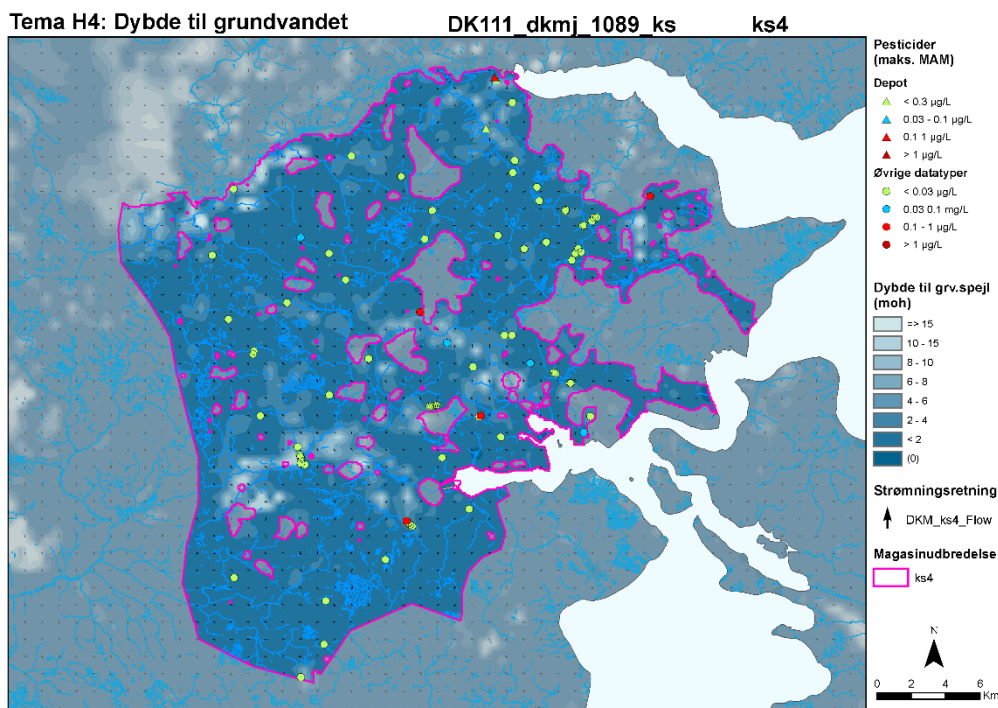 Tema H4: Dybde til grundvandet DK111_dkmj_1089_ks ks4
Pesticider
(maks. MAM)
Depot
< 0.3 µg/L
0.03 - 0.1 µg/L
0.1 1 µg/L
> 1 µg/L
Øvrige datatyper
< 0.03 µg/L
0.03 0.1 mg/L
0.1 - 1 µg/L
> 1 µg/L
Dybde til grv.spejl
(moh)
=> 15
10 - 15
8 - 10
6 - 8
4 - 6
2 - 4
< 2
(0)
Strømningsretning
DKM_ks4_Flow
Magasinudbredelse
ks4
N
0 2 4 6
Km